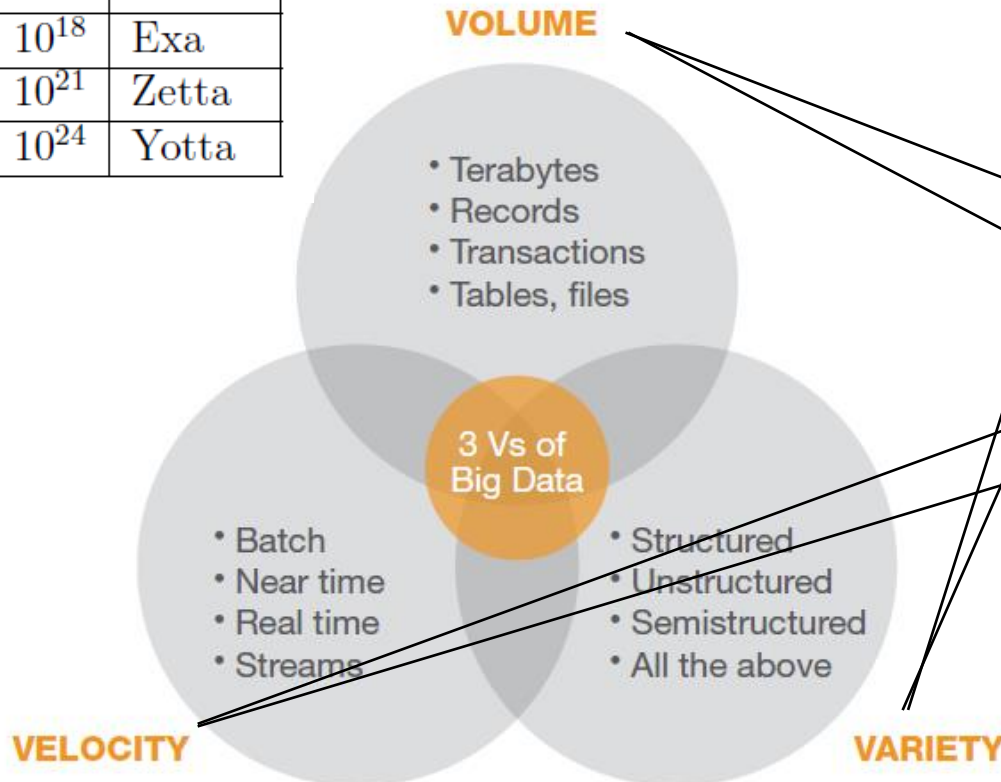 10^18 Exa
10^21 Zetta
10^24 Yotta
VOLUME
• Terabytes
• Records
• Transactions
• Tables, files
3 Vs of
Big Data
• Batch
• Near time
• Real time
• Streams
• Structured
• Unstructured
• Semistructured
• All the above
VELOCITY
VARIETY